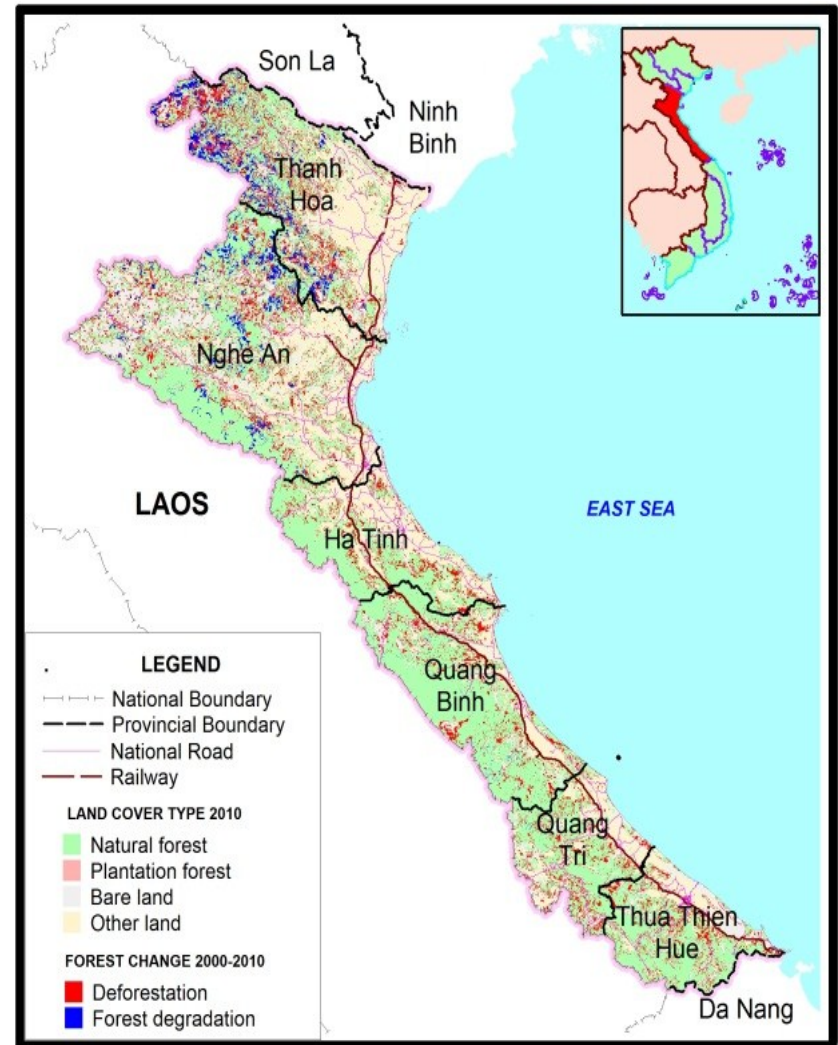 Son La
Ninh
Binh
Thanh
Hoa
Nghe An
LAOS
EAST SEA
Ha Tinh
Quang
Binh
Quang
Tri
Thua Thien
Hue
Da Nang
LEGEND
National Boundary
Provincial Boundary
National Road
Railway
LAND COVER TYPE 2010
Natural forest
Plantation forest
Bare land
Other land
FOREST CHANGE 2000-2010
Deforestation
Forest degradation